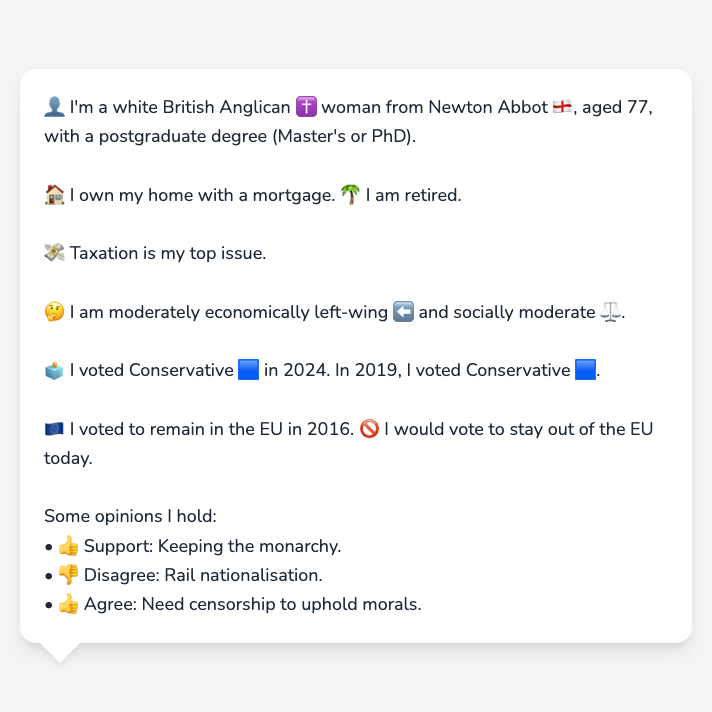 👤 I'm a white British Anglican ✝️ woman from Newton Abbot 🏴󠁧󠁢󠁥󠁮󠁧󠁿, aged 77,
with a postgraduate degree (Master's or PhD).
🏠 I own my home with a mortgage. 🌴 I am retired.
💸 Taxation is my top issue.
🤔 I am moderately economically left-wing ⬅️ and socially moderate ⚖️.
🗳️ I voted Conservative 🟦 in 2024. In 2019, I voted Conservative 🟦.
🇪🇺 I voted to remain in the EU in 2016. 🚫 I would vote to stay out of the EU
today.
Some opinions I hold:
• 👍 Support: Keeping the monarchy.
• 👎 Disagree: Rail nationalisation.
• 👍 Agree: Need censorship to uphold morals.